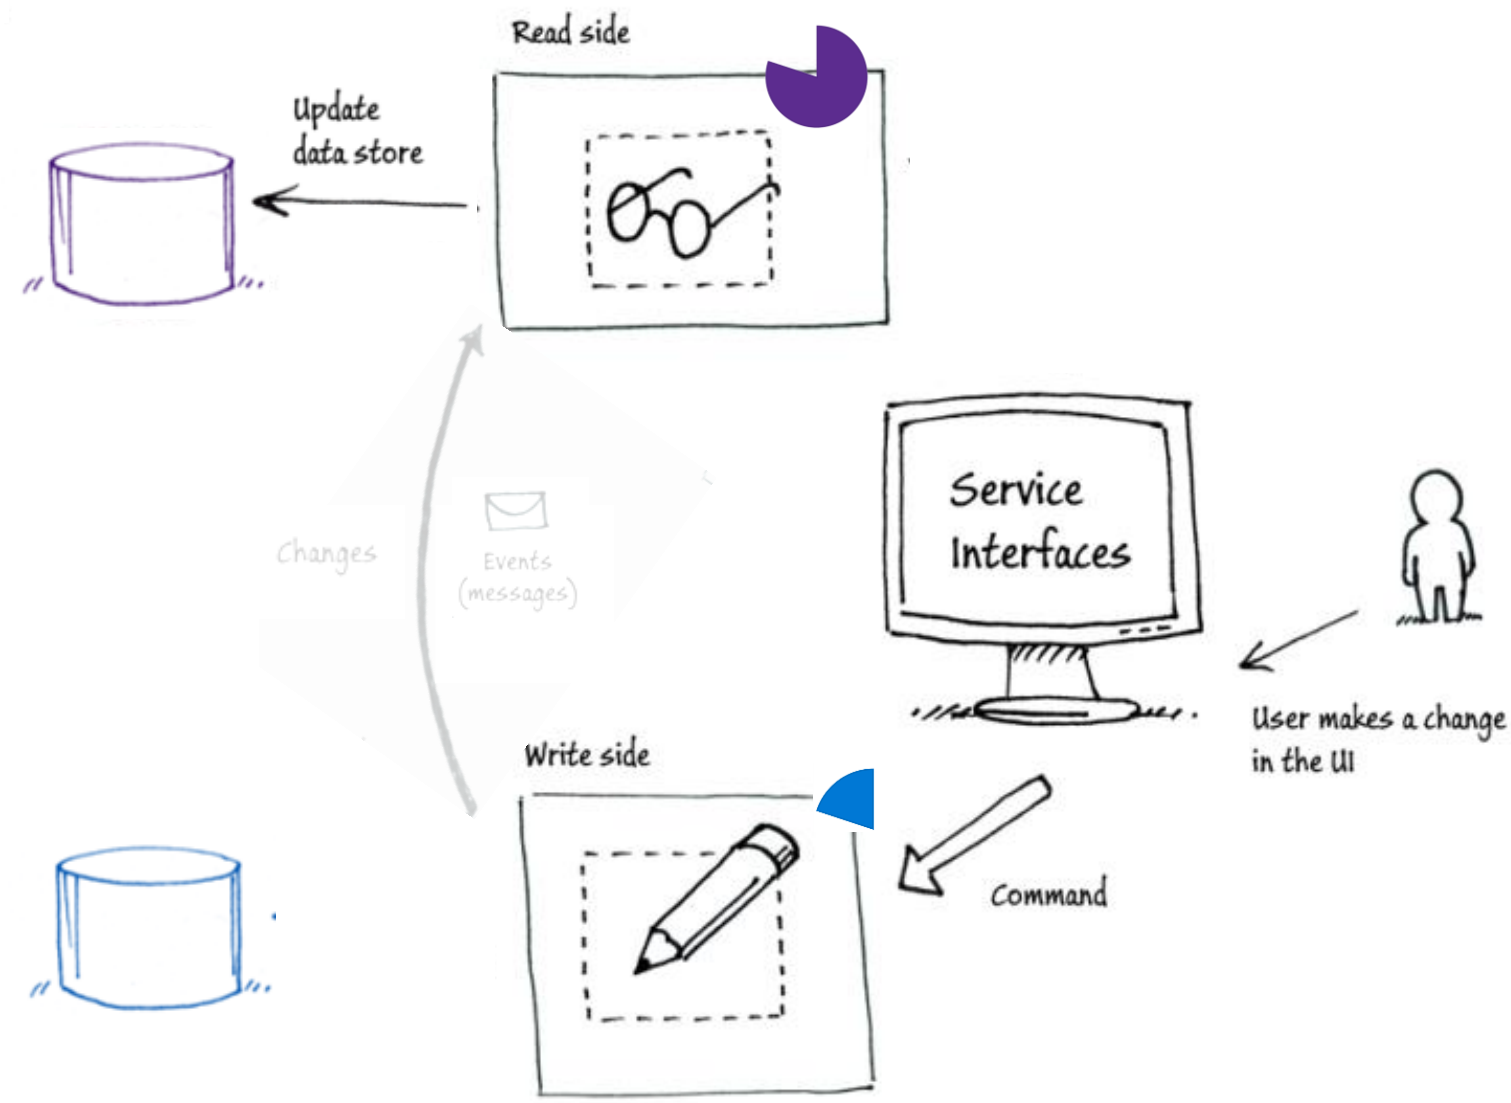 Read side
Update
data store
Service
Interfaces
Changes
Events
(messages)
User makes a change
in the UI
Write side
Command